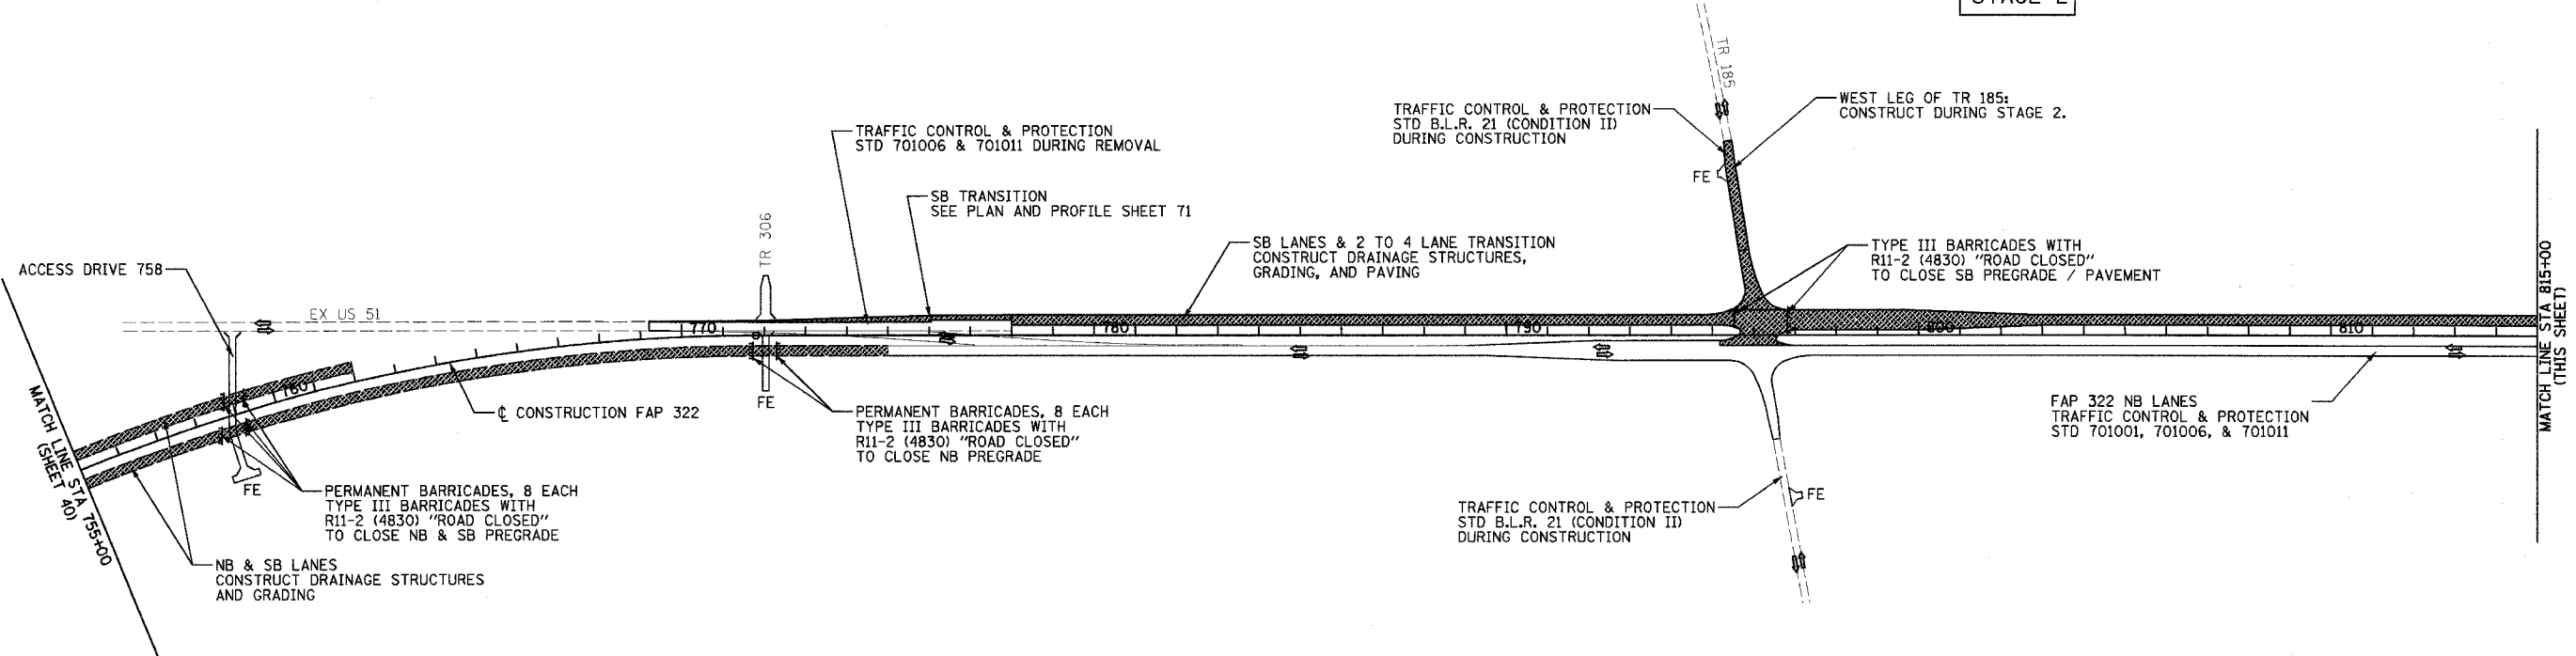 STAGE 2
TR 185
TRAFFIC CONTROL & PROTECTION
STD B.L.R. 21 (CONDITION II)
DURING CONSTRUCTION
WEST LEG OF TR 185:
CONSTRUCT DURING STAGE 2.
FE
TRAFFIC CONTROL & PROTECTION
STD 701006 & 701011 DURING REMOVAL
SB TRANSITION
SEE PLAN AND PROFILE SHEET 71
TR 306
SB LANES & 2 TO 4 LANE TRANSITION
CONSTRUCT DRAINAGE STRUCTURES,
GRADING, AND PAVING
TYPE III BARRICADES WITH
R11-2 (4830) "ROAD CLOSED"
TO CLOSE SB PREGRADE / PAVEMENT
ACCESS DRIVE 758
EX US 51
770
780
790
800
810
760
MATCH LINE STA 815+00
(THIS SHEET)
MATCH LINE STA 755+00
(SHEET 40)
℄ CONSTRUCTION FAP 322
FE
PERMANENT BARRICADES, 8 EACH
TYPE III BARRICADES WITH
R11-2 (4830) "ROAD CLOSED"
TO CLOSE NB PREGRADE
FAP 322 NB LANES
TRAFFIC CONTROL & PROTECTION
STD 701001, 701006, & 701011
FE
PERMANENT BARRICADES, 8 EACH
TYPE III BARRICADES WITH
R11-2 (4830) "ROAD CLOSED"
TO CLOSE NB & SB PREGRADE
TRAFFIC CONTROL & PROTECTION
STD B.L.R. 21 (CONDITION II)
DURING CONSTRUCTION
FE
NB & SB LANES
CONSTRUCT DRAINAGE STRUCTURES
AND GRADING